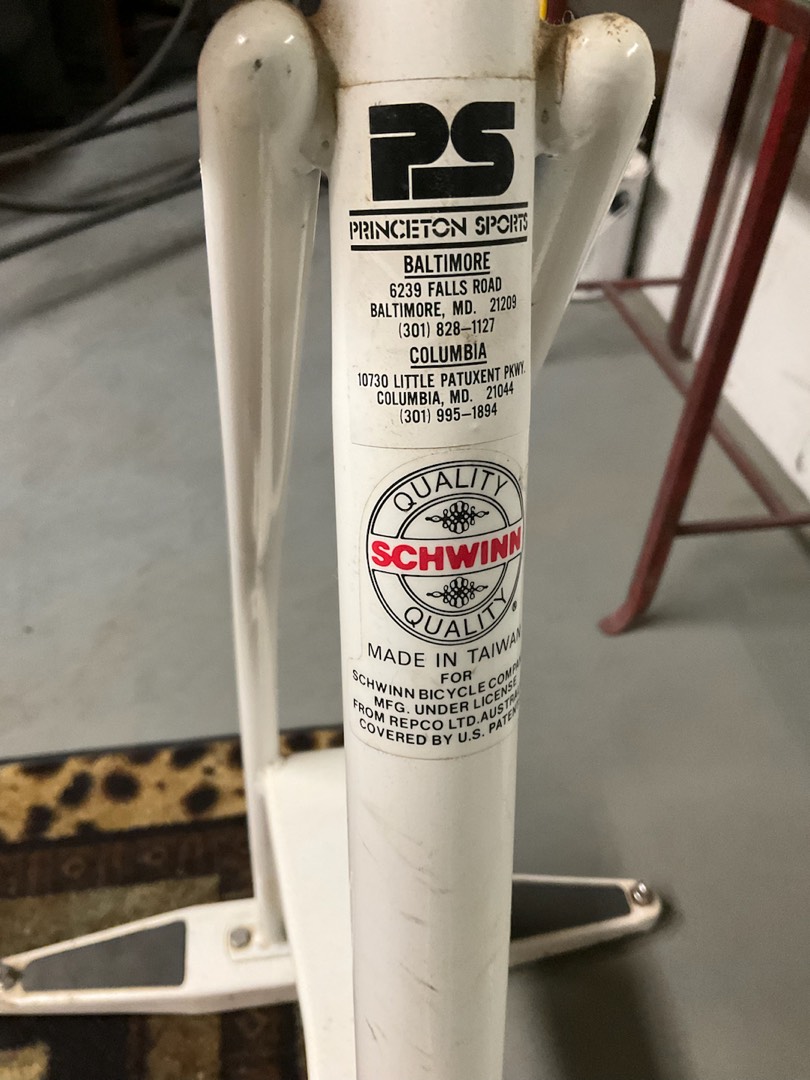 PS
PRINCETON SPORTS
BALTIMORE
6239 FALLS ROAD
BALTIMORE, MD. 21209
(301) 828-1127
COLUMBIA
10730 LITTLE PATUXENT PKWY.
COLUMBIA, MD. 21044
(301) 995-1894
QUALITY
SCHWINN
QUALITY ®
MADE IN TAIWAN
FOR
SCHWINN BICYCLE
MFG. UNDER LICENSE
FROM REPCO LTD.
COVERED BY U.S.